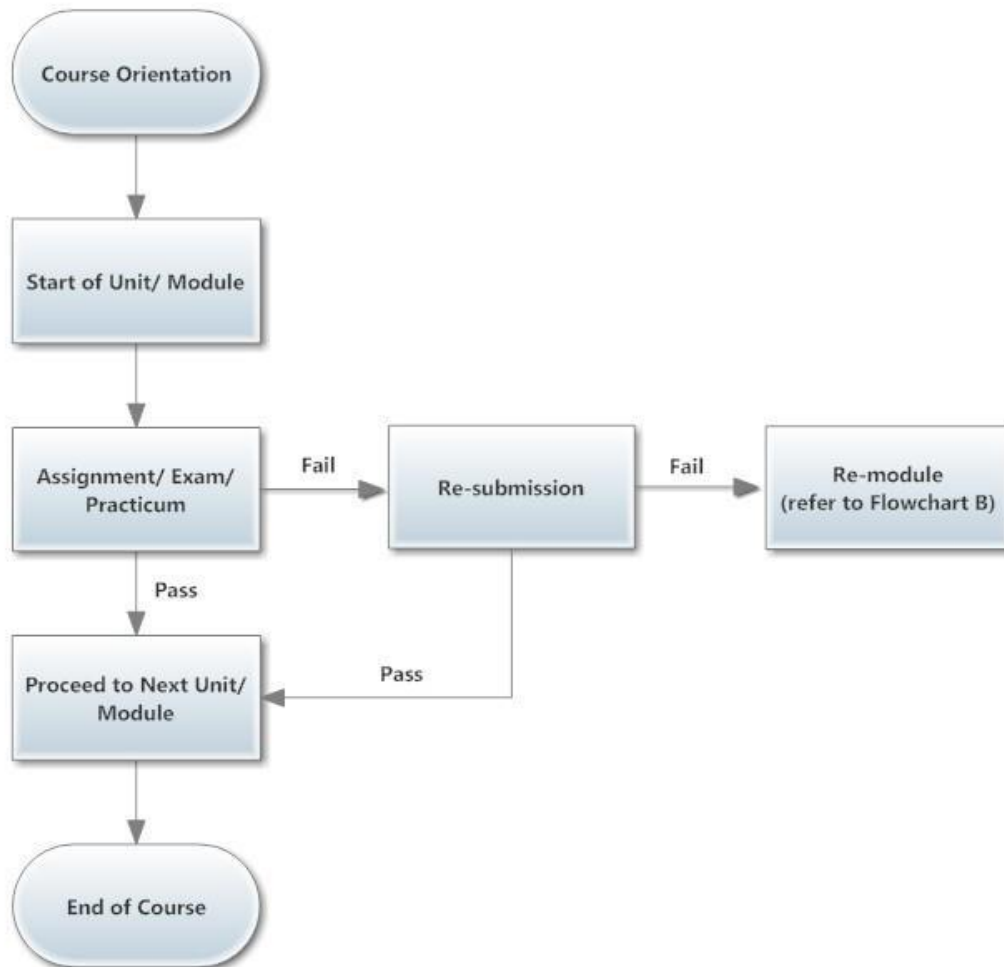 Course Orientation
Start of Unit/ Module
Assignment/ Exam/
Practicum
Fail
Re-submission
Fail
Re-module
(refer to Flowchart B)
Pass
Proceed to Next Unit/
Module
Pass
End of Course